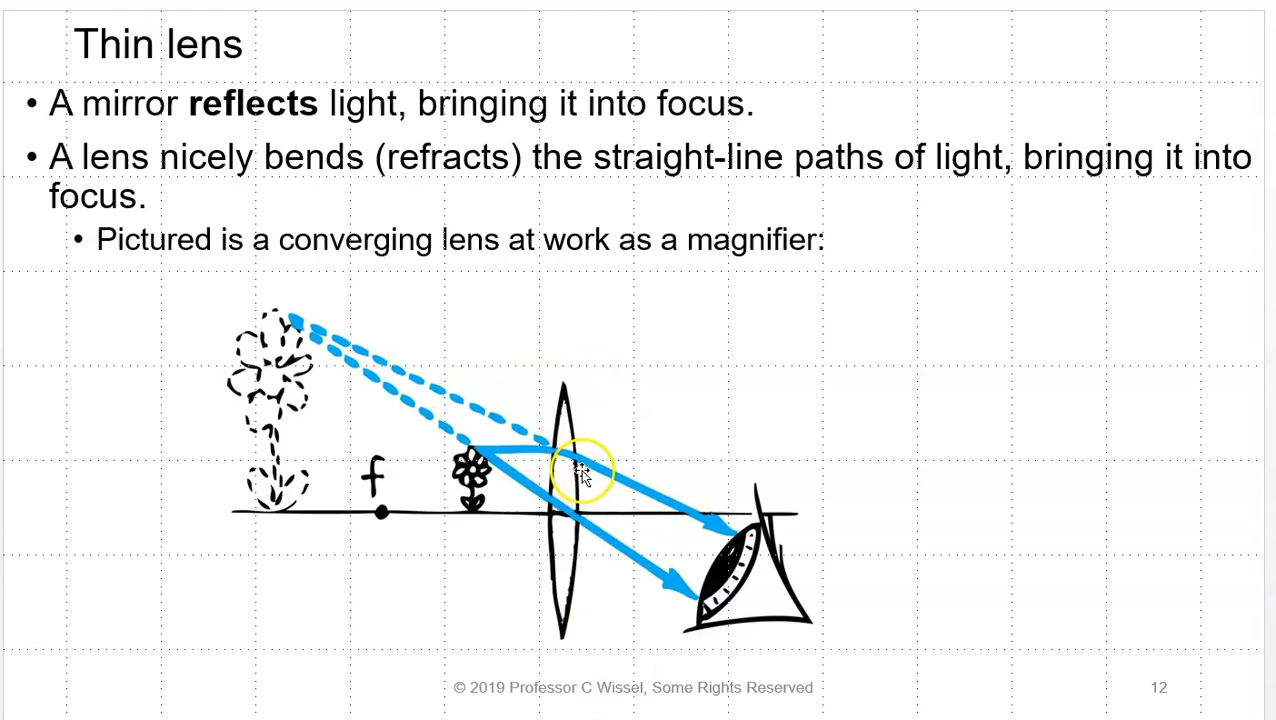 Thin lens
• A mirror reflects light, bringing it into focus.
• A lens nicely bends (refracts) the straight-line paths of light, bringing it into
focus.
• Pictured is a converging lens at work as a magnifier:
f
© 2019 Professor C Wissel, Some Rights Reserved
12